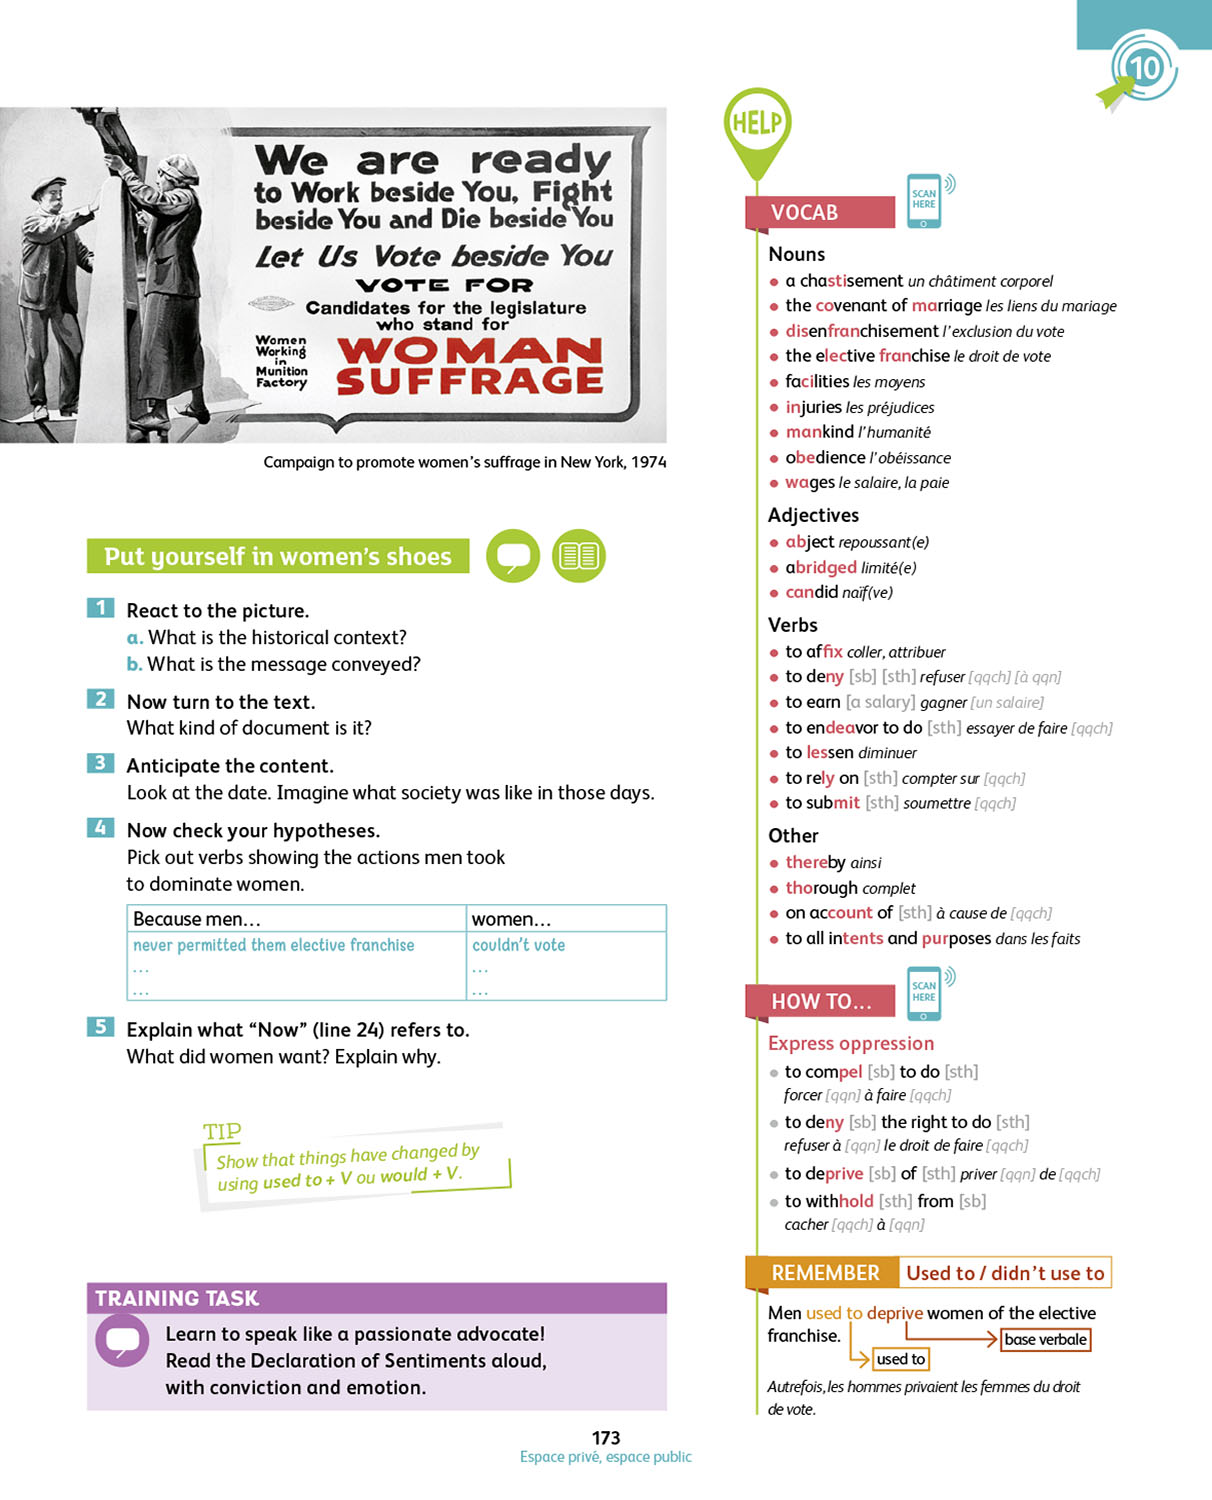 10
We are ready
to Work beside You, Fight
beside You and Die beside You
Let Us Vote beside You
VOTE FOR
Candidates for the legislature
who stand for
Women
Working
in
Munition
Factory
WOMAN
SUFFRAGE
Campaign to promote women's suffrage in New York, 1974
Put yourself in women's shoes
1 React to the picture.
a. What is the historical context?
b. What is the message conveyed?
2 Now turn to the text.
What kind of document is it?
3 Anticipate the content.
Look at the date. Imagine what society was like in those days.
4 Now check your hypotheses.
Pick out verbs showing the actions men took
to dominate women.
Because men... women...
never permitted them elective franchise couldn't vote
... ...
... ...
5 Explain what "Now" (line 24) refers to.
What did women want? Explain why.
TIP
Show that things have changed by
using used to + V ou would + V.
TRAINING TASK
Learn to speak like a passionate advocate!
Read the Declaration of Sentiments aloud,
with conviction and emotion.
HELP
VOCAB
SCAN
HERE
Nouns
• a chastisement un châtiment corporel
• the covenant of marriage les liens du mariage
• disenfranchisement l'exclusion du vote
• the elective franchise le droit de vote
• facilities les moyens
• injuries les préjudices
• mankind l'humanité
• obedience l'obéissance
• wages le salaire, la paie
Adjectives
• abject repoussant(e)
• abridged limité(e)
• candid naïf(ve)
Verbs
• to affix coller, attribuer
• to deny [sb] [sth] refuser [qqch] [à qqn]
• to earn [a salary] gagner [un salaire]
• to endeavor to do [sth] essayer de faire [qqch]
• to lessen diminuer
• to rely on [sth] compter sur [qqch]
• to submit [sth] soumettre [qqch]
Other
• thereby ainsi
• thorough complet
• on account of [sth] à cause de [qqch]
• to all intents and purposes dans les faits
HOW TO...
SCAN
HERE
Express oppression
• to compel [sb] to do [sth]
forcer [qqn] à faire [qqch]
• to deny [sb] the right to do [sth]
refuser à [qqn] le droit de faire [qqch]
• to deprive [sb] of [sth] priver [qqn] de [qqch]
• to withhold [sth] from [sb]
cacher [qqch] à [qqn]
REMEMBER Used to / didn't use to
Men used to deprive women of the elective
franchise.
base verbale
used to
Autrefois, les hommes privaient les femmes du droit
de vote.
173
Espace privé, espace public